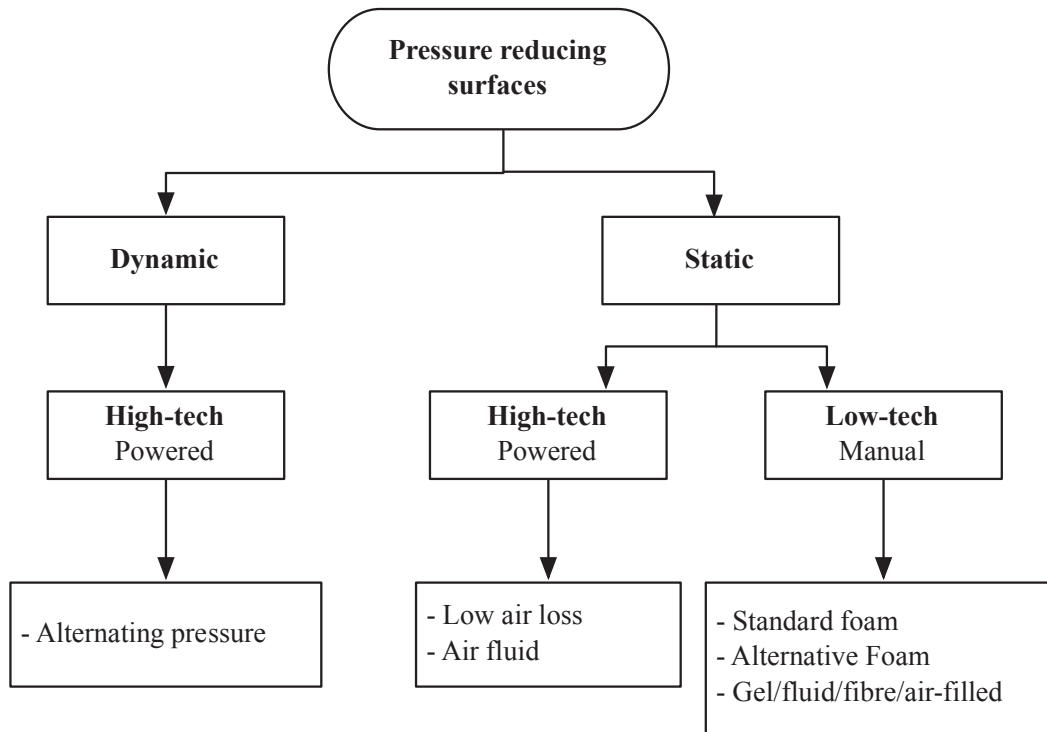 Pressure reducing
surfaces
Dynamic
Static
High-tech
Powered
High-tech
Powered
Low-tech
Manual
- Alternating pressure
- Low air loss
- Air fluid
- Standard foam
- Alternative Foam
- Gel/fluid/fibre/air-filled